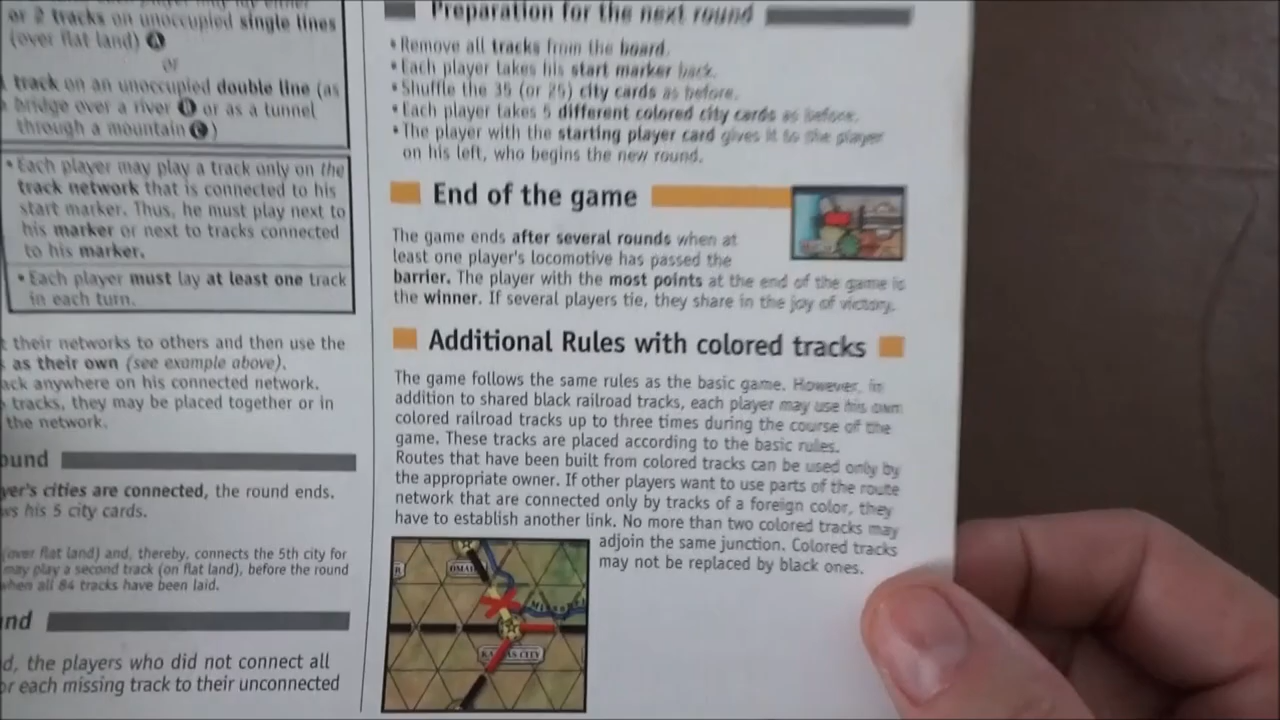 or 2 tracks on unoccupied single lines
(over flat land) A
or
track on an unoccupied double line (as
bridge over a river B or as a tunnel
through a mountain C)
• Each player may play a track only on the
track network that is connected to his
start marker. Thus, he must play next to
his marker or next to tracks connected
to his marker.
• Each player must lay at least one track
in each turn.
their networks to others and then use the
as their own (see example above).
ack anywhere on his connected network.
tracks, they may be placed together or in
the network.
ound
yer's cities are connected, the round ends.
ws his 5 city cards.
(over flat land) and, thereby, connects the 5th city for
may play a second track (on flat land), before the round
when all 84 tracks have been laid.
nd
d, the players who did not connect all
or each missing track to their unconnected
Preparation for the next round
• Remove all tracks from the board.
• Each player takes his start marker back.
• Shuffle the 35 (or 25) city cards as before.
• Each player takes 5 different colored city cards as before.
• The player with the starting player card gives it to the player
on his left, who begins the new round.
End of the game
The game ends after several rounds when at
least one player's locomotive has passed the
barrier. The player with the most points at the end of the game is
the winner. If several players tie, they share in the joy of victory.
Additional Rules with colored tracks
The game follows the same rules as the basic game. However, in
addition to shared black railroad tracks, each player may use his own
colored railroad tracks up to three times during the course of the
game. These tracks are placed according to the basic rules.
Routes that have been built from colored tracks can be used only by
the appropriate owner. If other players want to use parts of the route
network that are connected only by tracks of a foreign color, they
have to establish another link. No more than two colored tracks may
adjoin the same junction. Colored tracks
may not be replaced by black ones.
OMAH
Missouri
KANSAS CITY